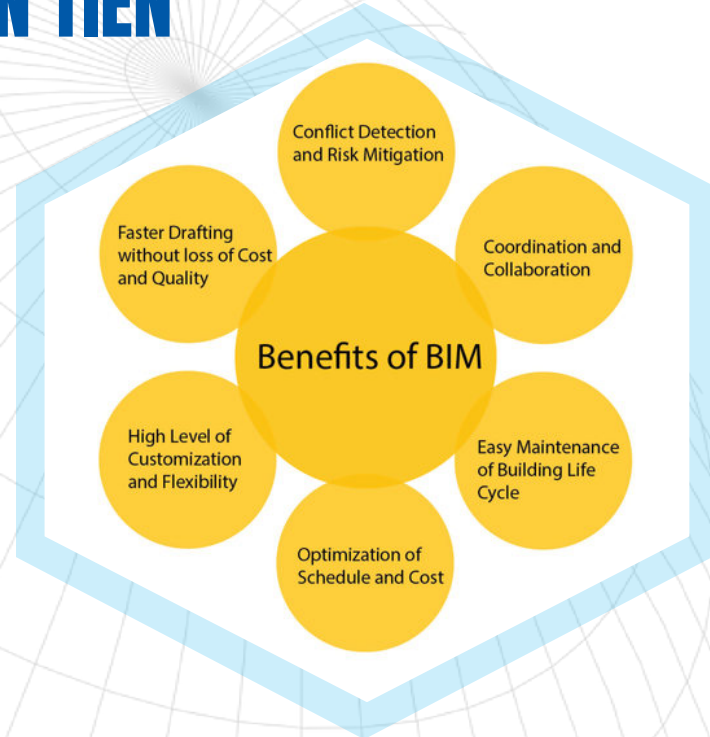 N TIEN
Conflict Detection
and Risk Mitigation
Faster Drafting
without loss of Cost
and Quality
Coordination and
Collaboration
Benefits of BIM
High Level of
Customization
and Flexibility
Easy Maintenance
of Building Life
Cycle
Optimization of
Schedule and Cost